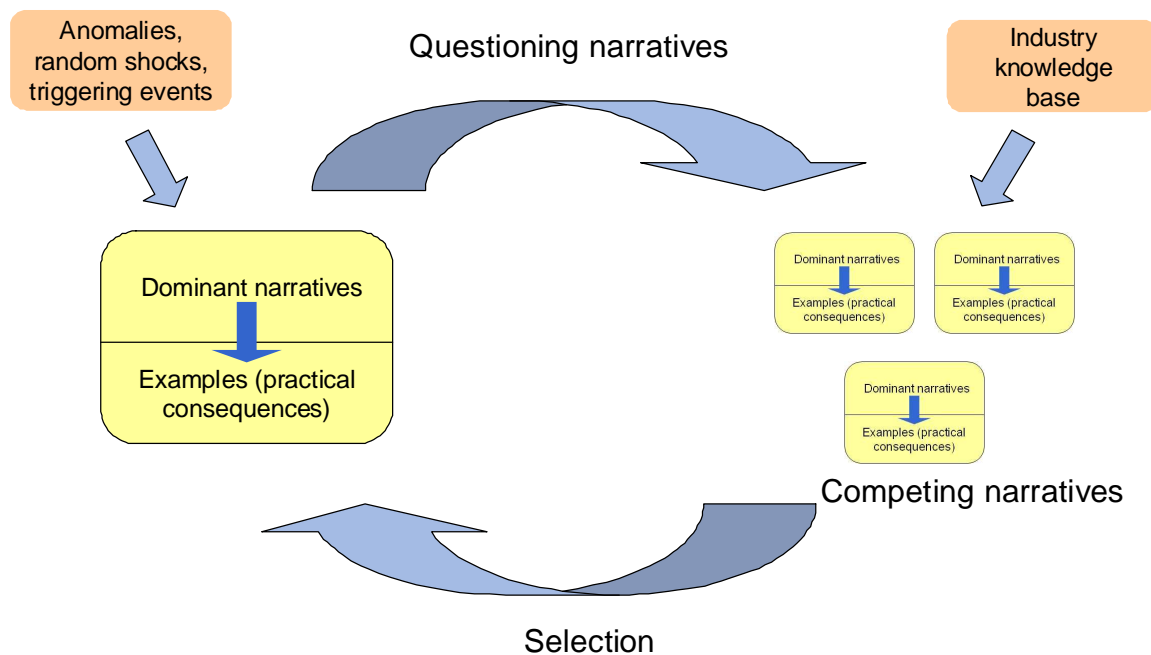 Anomalies,
random shocks,
triggering events
Questioning narratives
Industry
knowledge
base
Dominant narratives
Examples (practical
consequences)
Dominant narratives
Examples (practical
consequences)
Dominant narratives
Examples (practical
consequences)
Dominant narratives
Examples (practical
consequences)
Competing narratives
Selection